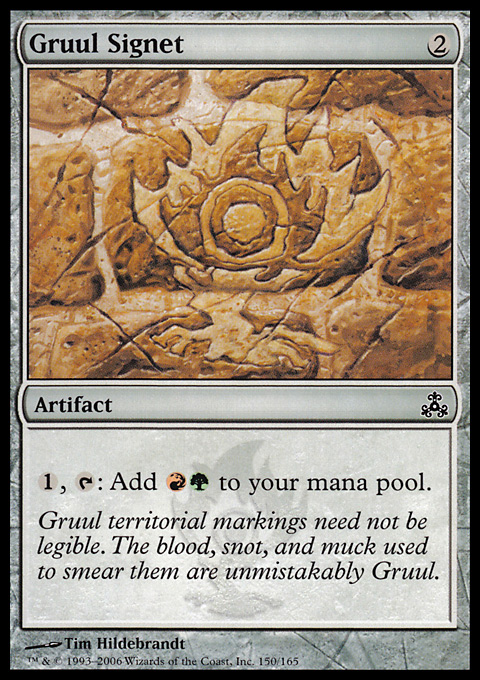 Gruul Signet 2
Artifact
1, : Add to your mana pool.
Gruul territorial markings need not be
legible. The blood, snot, and muck used
to smear them are unmistakably Gruul.
Tim Hildebrandt
™ & © 1993–2006 Wizards of the Coast, Inc. 150/165